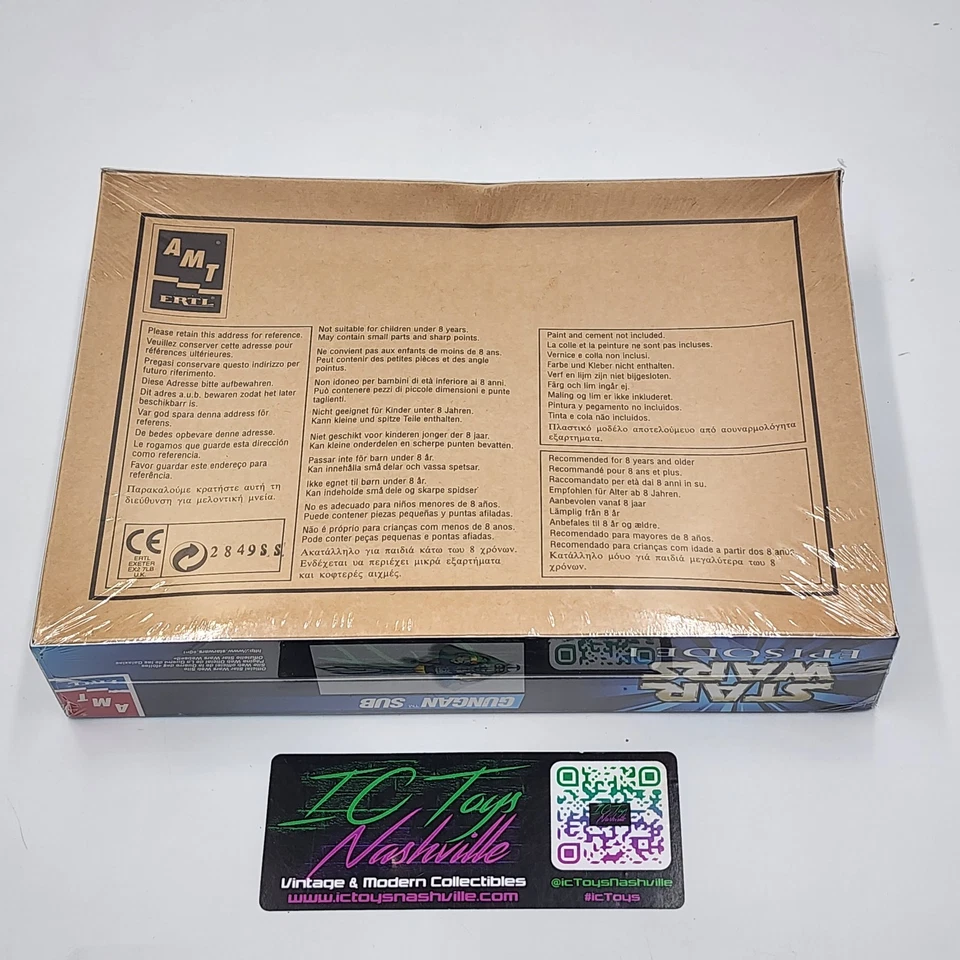 AMT
ERTL
Please retain this address for reference.
Veuillez conserver cette adresse pour
références ultérieures.
Pregasi conservare questo indirizzo per
futuro riferimento.
Diese Adresse bitte aufbewahren.
Dit adres a.u.b. bewaren zodat het later
beschikbarr is.
Var god spara denna address för
referens.
De bedes opbevare denne adresse.
Le rogamos que guarde esta dirección
como referencia.
Favor guardar este endereço para
referência.
Παρακαλούμε κρατήστε αυτή τη
διεύθυνση για μελοντική μνεία.
CE
ERTL
EXETER
EX2 7LB
U.K.
2849S.S.
Not suitable for children under 8 years.
May contain small parts and sharp points.
Ne convient pas aux enfants de moins de 8 ans.
Peut contenir des petites pièces et des angle
pointus.
Non idoneo per bambini di età inferiore ai 8 anni.
Può contenere pezzi di piccole dimensioni e punte
taglienti.
Nicht geeignet für Kinder unter 8 Jahren.
Kann kleine und spitze Teile enthalten.
Niet geschikt voor kinderen jonger der 8 jaar.
Kan kleine onderdelen en scherpe punten bevatten.
Passar inte för barn under 8 år.
Kan innehålla små delar och vassa spetsar.
Ikke egnet til børn under 8 år.
Kan indeholde små dele og skarpe spidser
No es adecuado para niños menores de 8 anos.
Puede contener piezas pequeñas y puntas afiladas.
Não é próprio para crianças com menos de 8 anos.
Pode conter peças pequenas e pontas afiadas.
Ακατάλληλο για παιδιά κάτω των 8 χρόνων.
Ενδέχεται να περιέχει μικρά εξαρτήματα
και κοφτερές αιχμές.
Paint and cement not included.
La colle et la peinture ne sont pas incluses.
Vernice e colla non inclusi.
Farbe und Kleber nicht enthalten.
Verf en lijm zijn niet bijgesloten.
Färg och lim ingår ej.
Maling og lim er ikke inkluderet.
Pintura y pegamento no incluidos.
Tinta e cola não incluidos.
Πλαστικό μοδέλο αποτελούμενο από
εξαρτηματα.
Recommended for 8 years and older
Recommandé pour 8 ans et plus.
Raccomandato per età dai 8 anni in su.
Empfohlen für Alter ab 8 Jahren.
Aanbevolen vanaf 8 jaar
Lämplig från 8 år
Anbefales til 8 år og ældre.
Recomendado para mayores de 8 años.
Recomendado para crianças com idade a partir dos 8 anos.
Κατάλληλο μόνο για παιδιά μεγαλύτερα των 8
χρόνων.
STAR
WARS
EPISODE I
GUNGAN™ SUB
AMT
IC Toys
Nashville
Vintage & Modern Collectibles
www.ictoysnashville.com
IC Toys
Nashville
@icToysNashville
#icToys